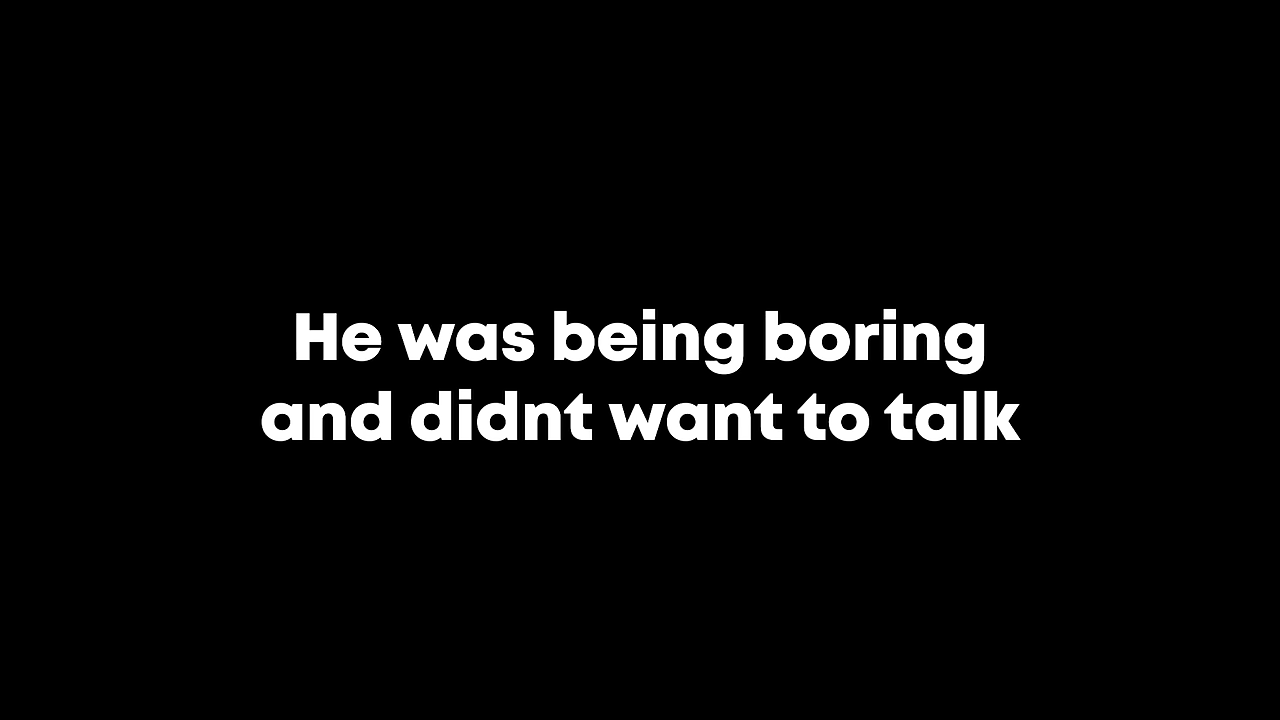 He was being boring
and didnt want to talk